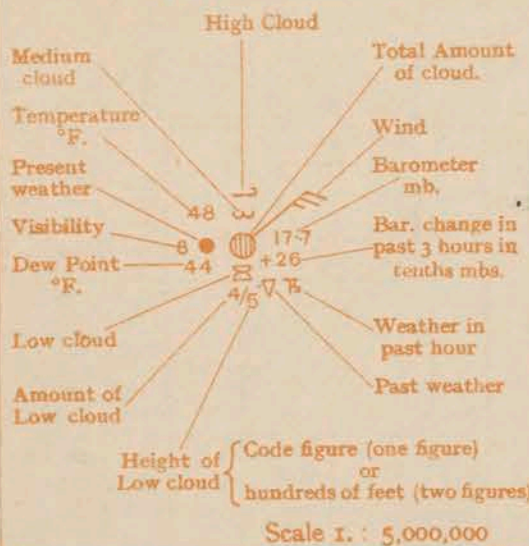 High Cloud
Medium cloud
Total Amount of cloud.
Temperature °F.
Wind
Present weather
Barometer mb.
48
Visibility
8
17·7
Bar. change in past 3 hours in tenths mbs.
Dew Point °F.
44
+26
4/5
Low cloud
Weather in past hour
Amount of Low cloud
Past weather
Height of Low cloud
Code figure (one figure)
or
hundreds of feet (two figures)
Scale 1. : 5,000,000